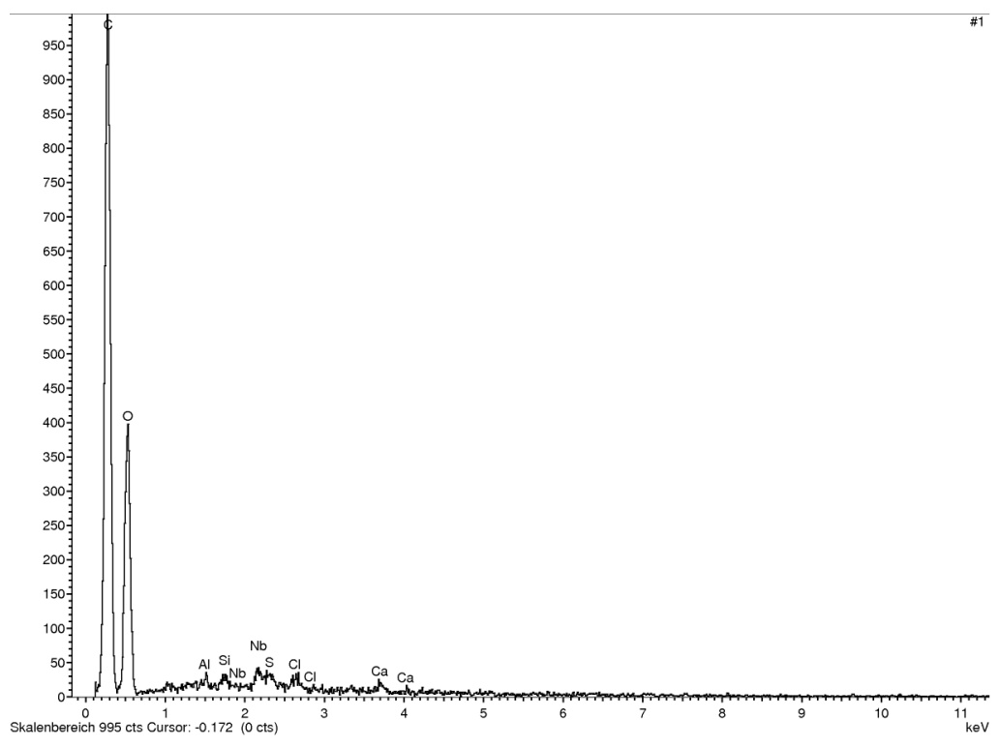 #1
C
950
900
850
800
750
700
650
600
550
500
450
400
350
300
250
200
150
100
50
0
O
Al
Si
Nb
Nb
S
Cl
Cl
Ca
Ca
0 1 2 3 4 5 6 7 8 9 10 11
Skalenbereich 995 cts Cursor: -0.172 (0 cts) keV